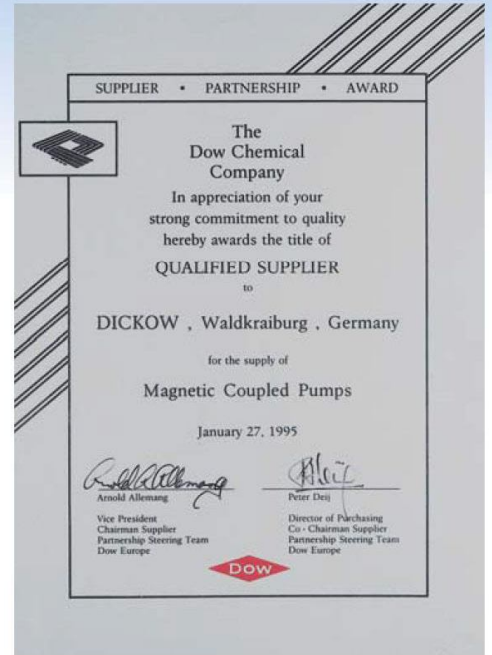 SUPPLIER • PARTNERSHIP • AWARD
The
Dow Chemical
Company
In appreciation of your
strong commitment to quality
hereby awards the title of
QUALIFIED SUPPLIER
to
DICKOW , Waldkraiburg , Germany
for the supply of
Magnetic Coupled Pumps
January 27, 1995
Arnold Allemang
Vice President
Chairman Supplier
Partnership Steering Team
Dow Europe
Peter Deij
Director of Purchasing
Co - Chairman Supplier
Partnership Steering Team
Dow Europe
DOW